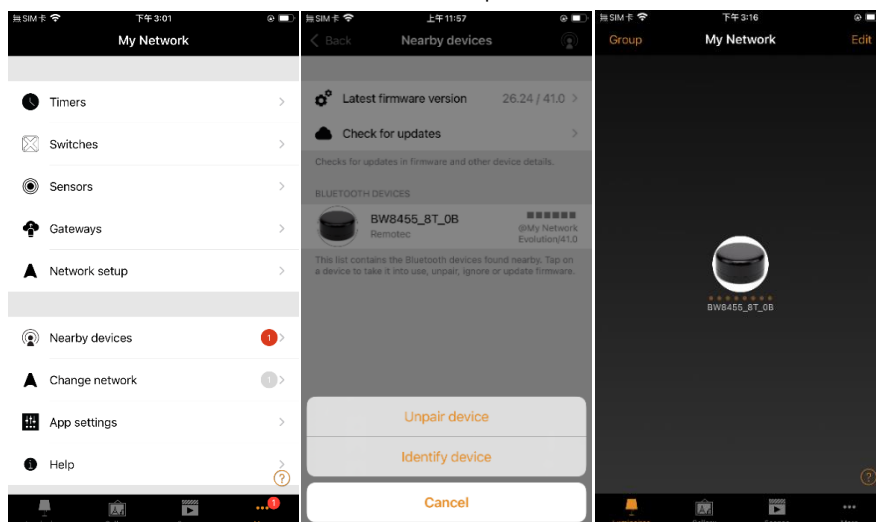 無SIM卡
下午3:01
My Network
Timers
Switches
Sensors
Gateways
Network setup
Nearby devices
1
Change network
1
App settings
Help
?
1
無SIM卡
上午11:57
Back
Nearby devices
Latest firmware version
26.24 / 41.0
Check for updates
Checks for updates in firmware and other device details.
BLUETOOTH DEVICES
BW8455_8T_0B
Remotec
@My Network
Evolution|41.0
This list contains the Bluetooth devices found nearby. Tap on
a device to take it into use, unpair, ignore or update firmware.
Unpair device
Identify device
Cancel
無SIM卡
下午3:16
Group
My Network
Edit
BW8455_8T_0B
?